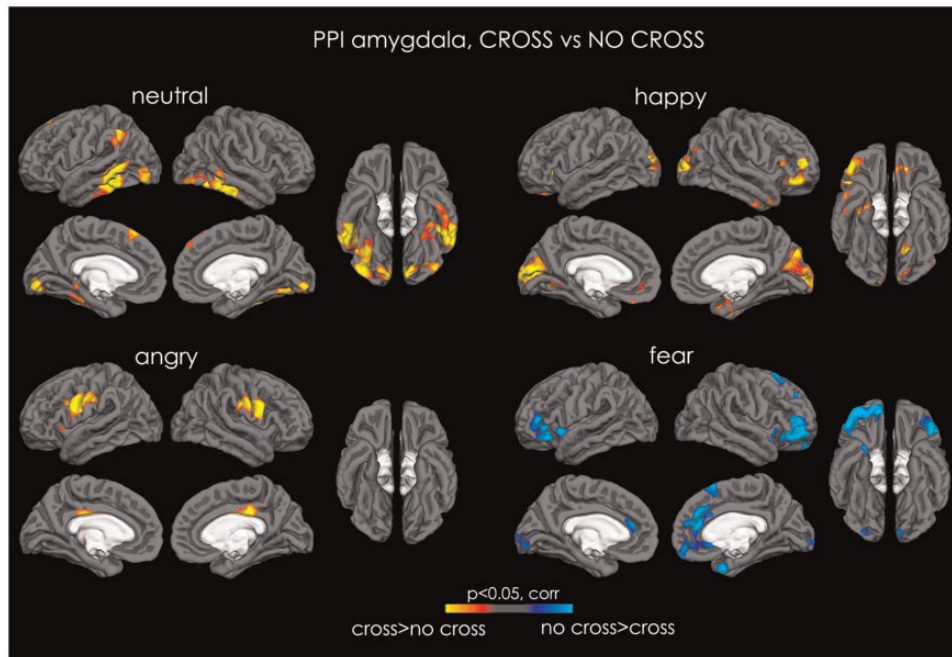 PPI amygdala, CROSS vs NO CROSS
neutral
happy
angry
fear
p<0.05, corr
cross>no cross
no cross>cross